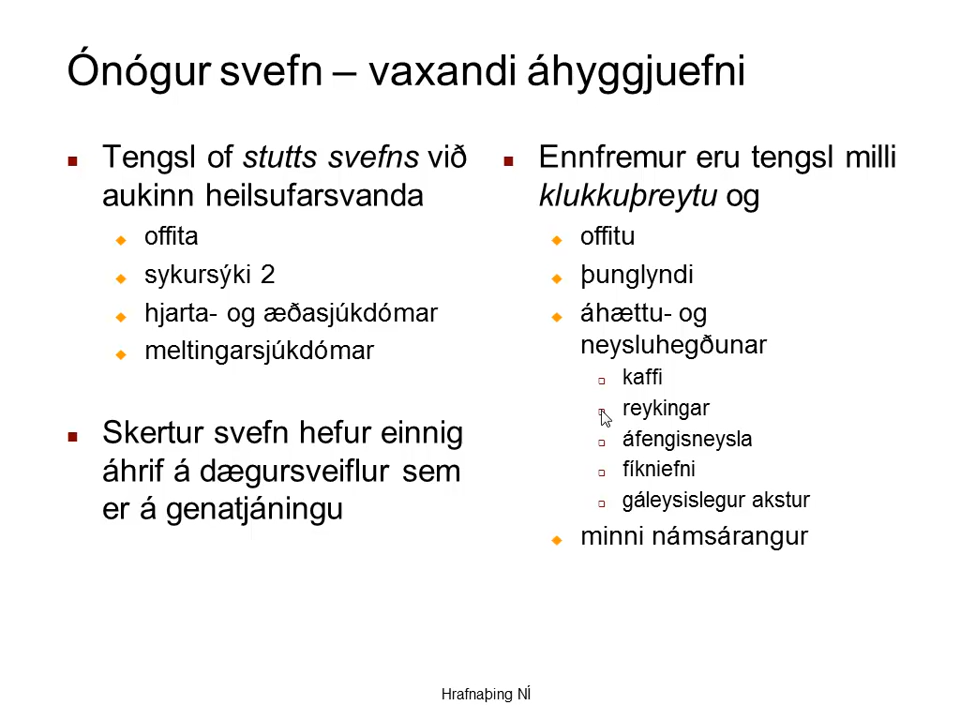 Ónógur svefn – vaxandi áhyggjuefni
Tengsl of stutts svefns við
aukinn heilsufarsvanda
offita
sykursýki 2
hjarta- og æðasjúkdómar
meltingarsjúkdómar
Skertur svefn hefur einnig
áhrif á dægursveiflur sem
er á genatjáningu
Ennfremur eru tengsl milli
klukkuþreytu og
offitu
þunglyndi
áhættu- og
neysluhegðunar
kaffi
reykingar
áfengisneysla
fíkniefni
gáleysislegur akstur
minni námsárangur
Hrafnaþing NÍ